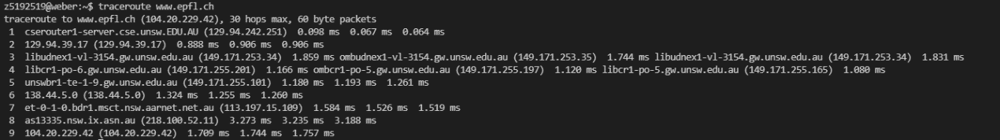 z5192519@weber:~$ traceroute www.epfl.ch
traceroute to www.epfl.ch (104.20.229.42), 30 hops max, 60 byte packets
 1  cserouter1-server.cse.unsw.EDU.AU (129.94.242.251)  0.098 ms  0.067 ms  0.064 ms
 2  129.94.39.17 (129.94.39.17)  0.888 ms  0.906 ms  0.906 ms
 3  libudnex1-vl-3154.gw.unsw.edu.au (149.171.253.34)  1.859 ms ombudnex1-vl-3154.gw.unsw.edu.au (149.171.253.35)  1.744 ms libudnex1-vl-3154.gw.unsw.edu.au (149.171.253.34)  1.831 ms
 4  libcr1-po-6.gw.unsw.edu.au (149.171.255.201)  1.166 ms ombcr1-po-5.gw.unsw.edu.au (149.171.255.197)  1.120 ms libcr1-po-5.gw.unsw.edu.au (149.171.255.165)  1.080 ms
 5  unswbr1-te-1-9.gw.unsw.edu.au (149.171.255.101)  1.180 ms  1.193 ms  1.261 ms
 6  138.44.5.0 (138.44.5.0)  1.324 ms  1.255 ms  1.260 ms
 7  et-0-1-0.bdr1.msct.nsw.aarnet.net.au (113.197.15.109)  1.584 ms  1.526 ms  1.519 ms
 8  as13335.nsw.ix.asn.au (218.100.52.11)  3.273 ms  3.235 ms  3.188 ms
 9  104.20.229.42 (104.20.229.42)  1.709 ms  1.744 ms  1.757 ms